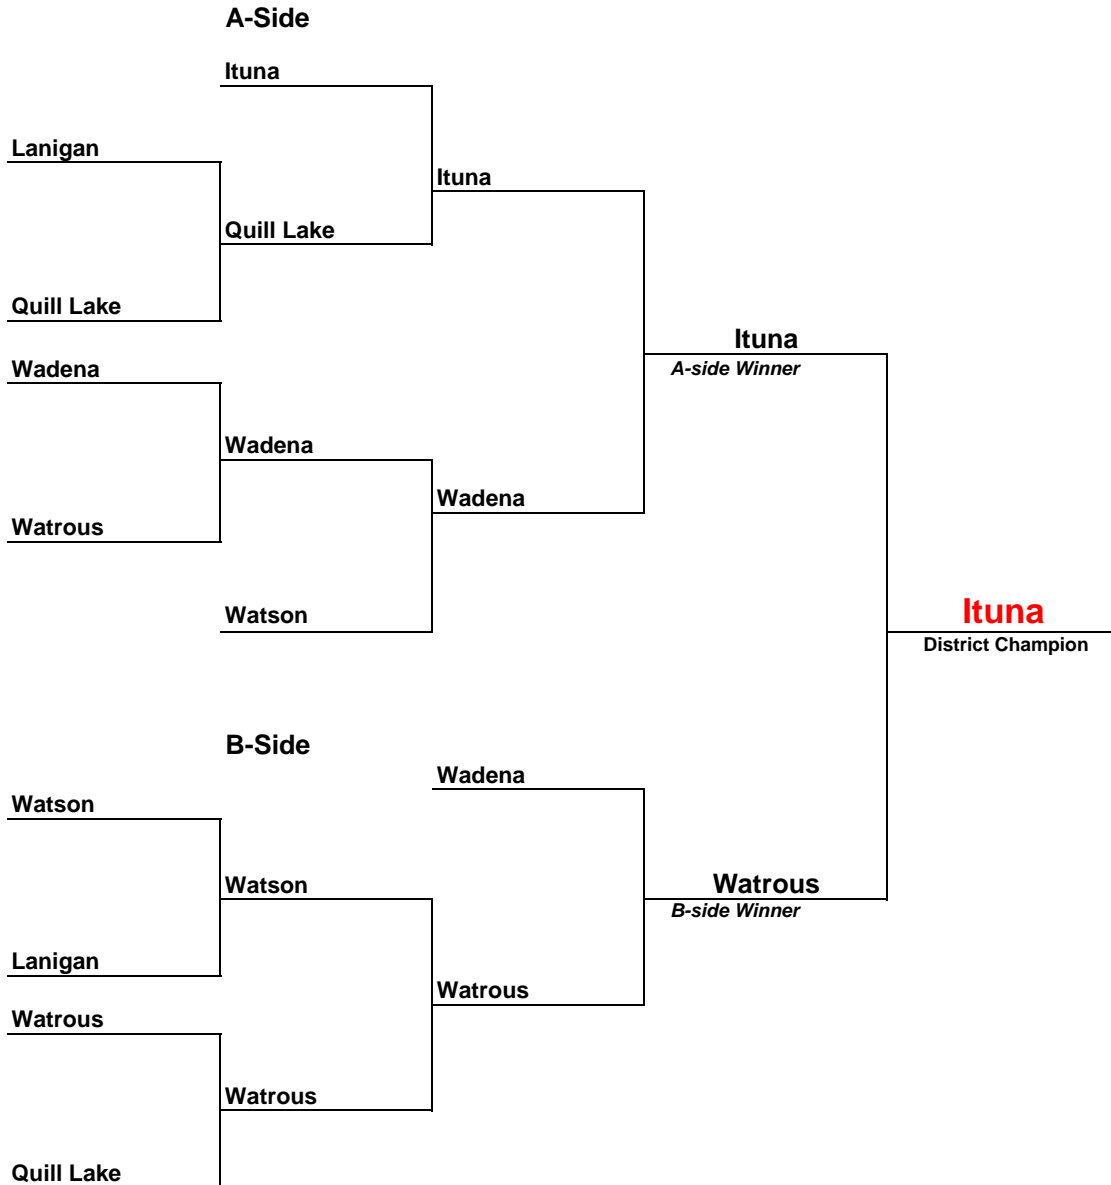 A-Side
Ituna
Lanigan
Ituna
Quill Lake
Quill Lake
Ituna
Wadena
A-side Winner
Wadena
Wadena
Watrous
Ituna
Watson
District Champion
B-Side
Wadena
Watson
Watson
Watrous
B-side Winner
Lanigan
Watrous
Watrous
Watrous
Quill Lake